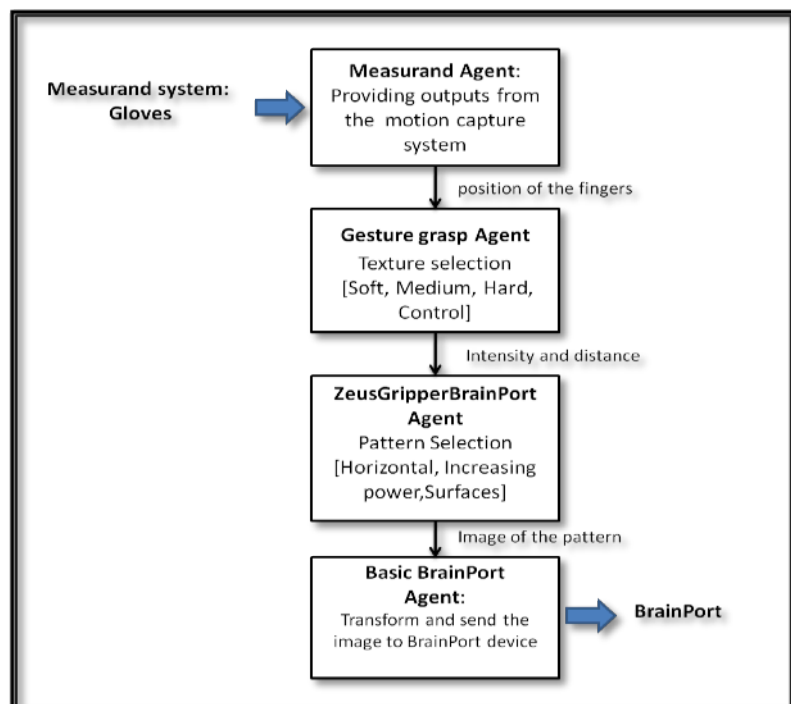 Measurand system:
Gloves
Measurand Agent:
Providing outputs from
the motion capture
system
position of the fingers
Gesture grasp Agent
Texture selection
[Soft, Medium, Hard,
Control]
Intensity and distance
ZeusGripperBrainPort
Agent
Pattern Selection
[Horizontal, Increasing
power,Surfaces]
Image of the pattern
Basic BrainPort
Agent:
Transform and send the
image to BrainPort device
BrainPort